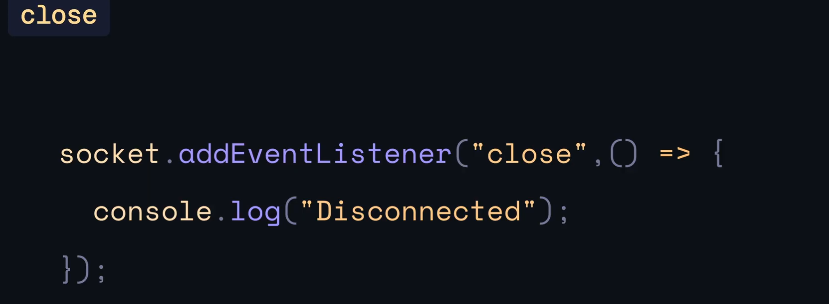 close
socket.addEventListener("close",() => {
  console.log("Disconnected");
});